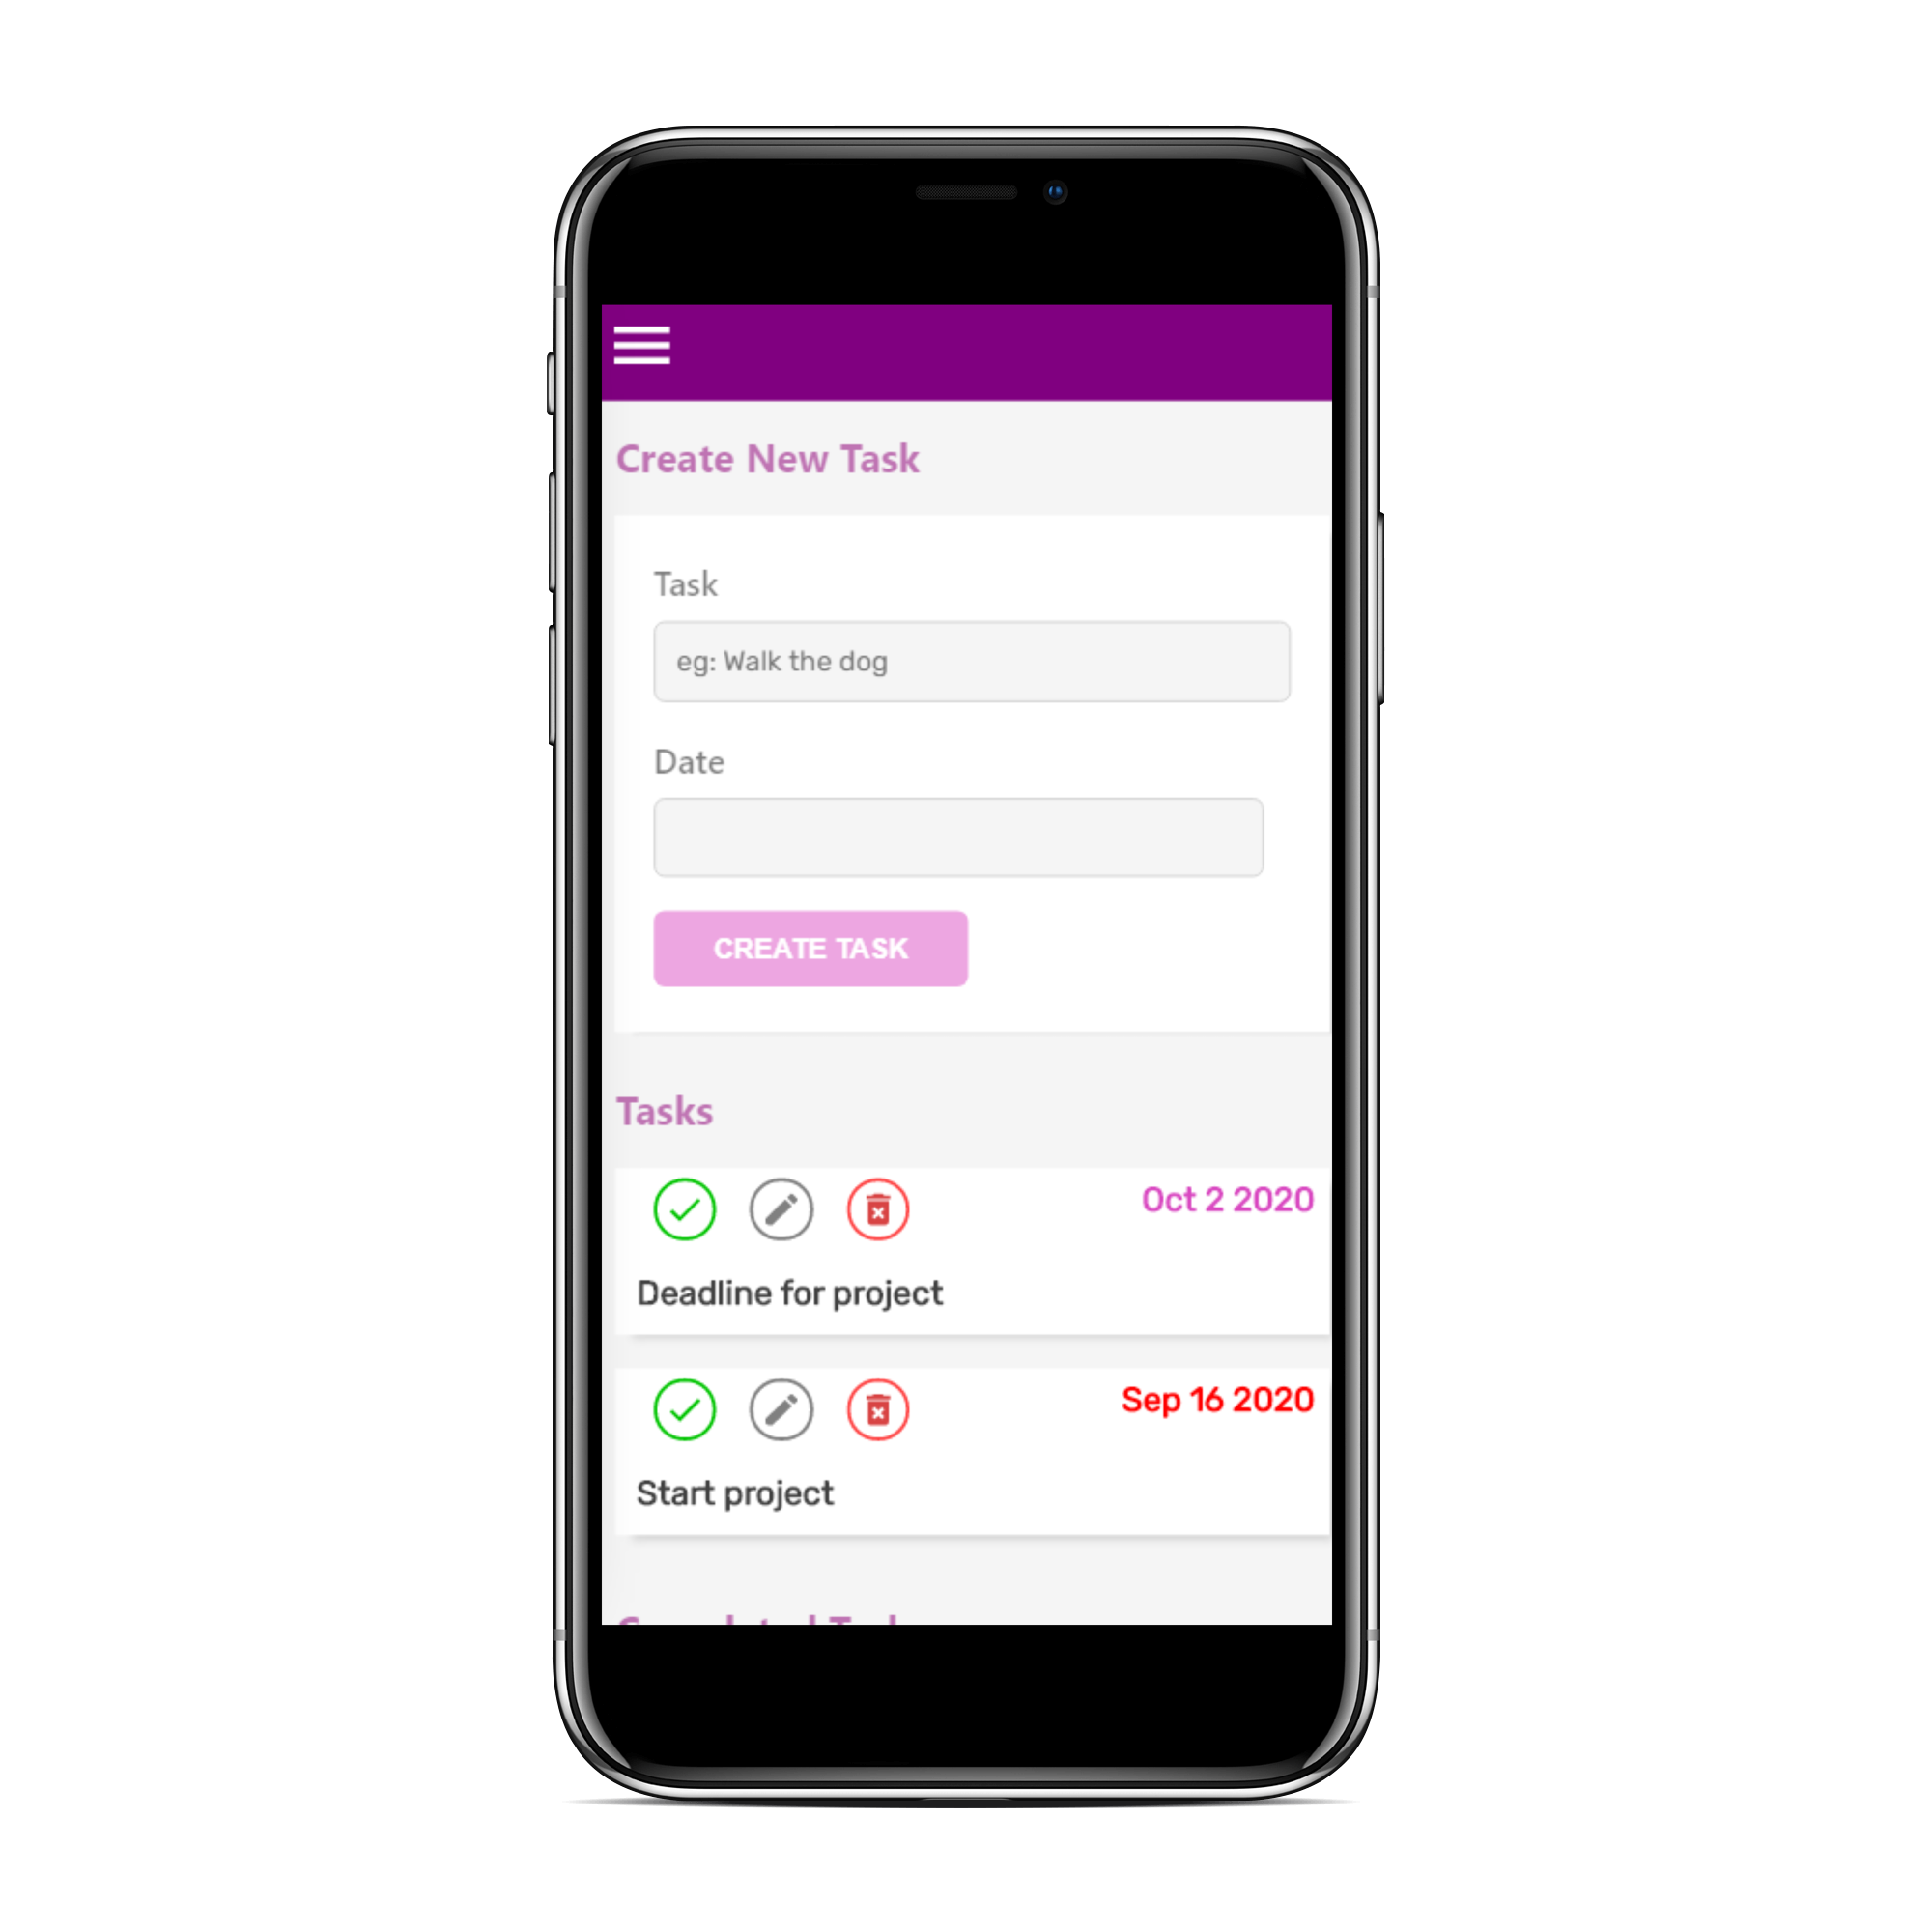 Create New Task
Task
eg: Walk the dog
Date
CREATE TASK
Tasks
Oct 2 2020
Deadline for project
Sep 16 2020
Start project